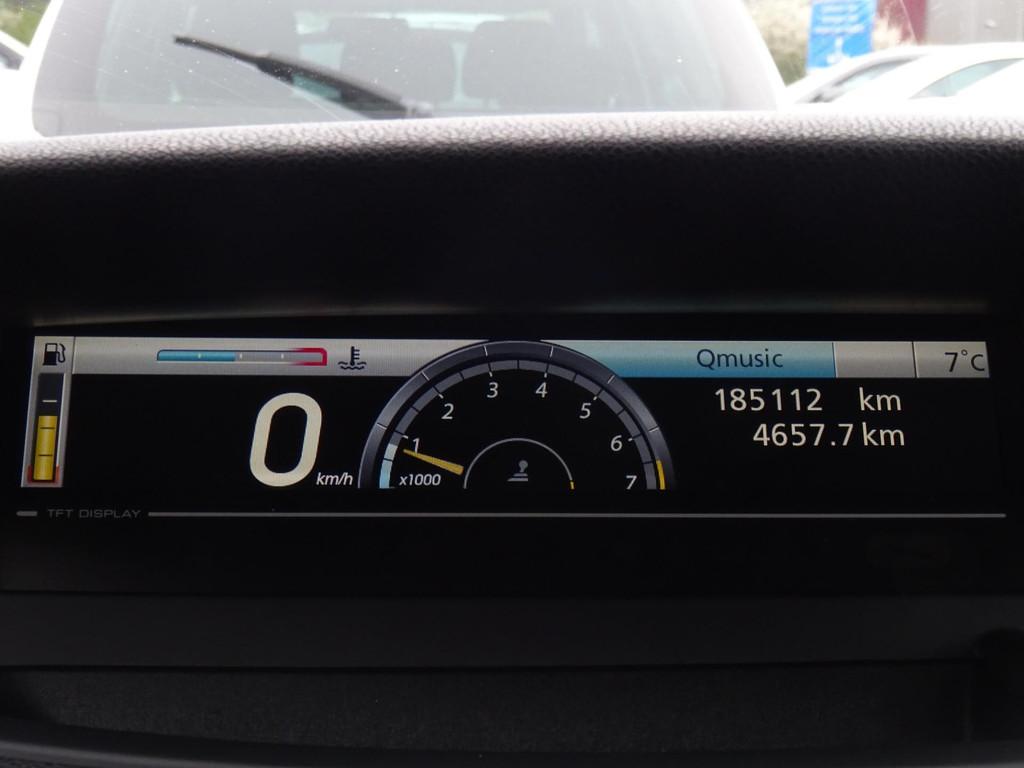 Qmusic 7°C
185112 km
4657.7 km
0 km/h
1 2 3 4 5 6 7
x1000
TFT DISPLAY